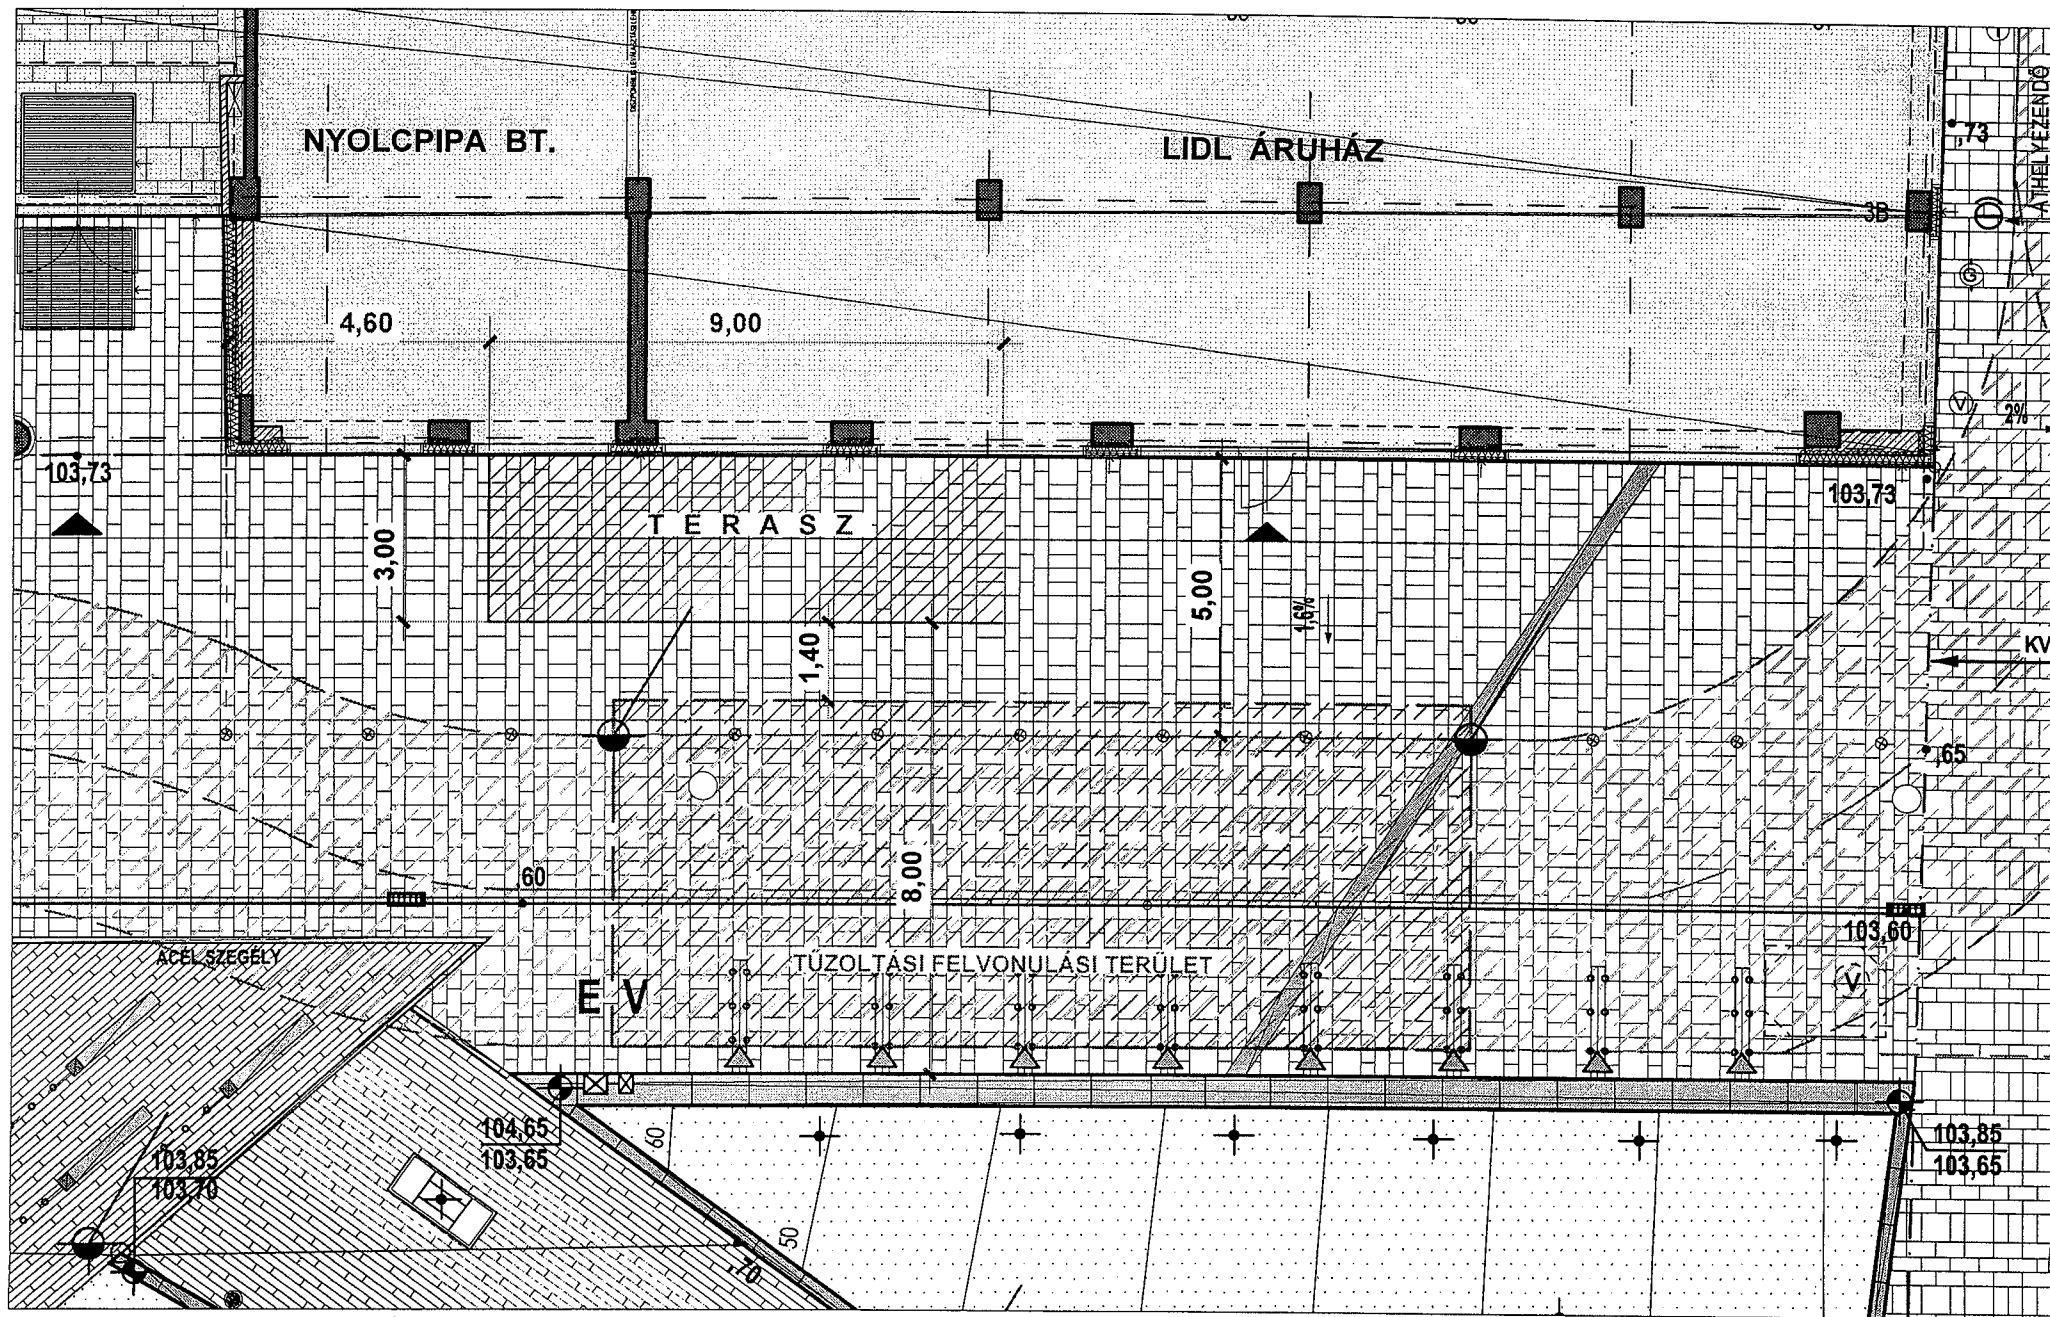 NYOLCPIPA BT.
LIDL ÁRUHÁZ
,73
ÁTHELYEZENDŐ
3B
G
4,60
9,00
V
2%
103,73
103,73
TERASZ
3,00
5,00
1,6%
1,40
KV
,65
,60
8,00
103,60
ACÉL SZEGÉLY
TŰZOLTÁSI FELVONULÁSI TERÜLET
E V
V
104,65
103,65
60
103,85
103,65
103,85
103,70
50
,70